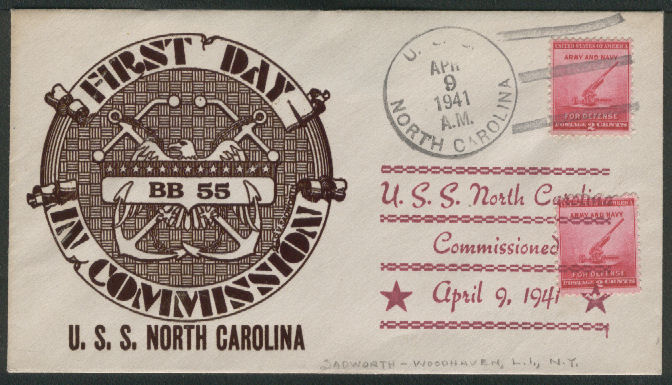 FIRST DAY
IN COMMISSION
BB 55
U. S. S. NORTH CAROLINA
U. S. S.
NORTH CAROLINA
APR
9
1941
A.M.
UNITED STATES OF AMERICA
ARMY AND NAVY
FOR DEFENSE
POSTAGE 2 CENTS
U. S. S. North Carolina
Commissioned
April 9, 1941
AMERICA
ARMY AND NAVY
FOR DEFENSE
POSTAGE 2 CENTS
SADWORTH - WOODHAVEN, L.I., N.Y.